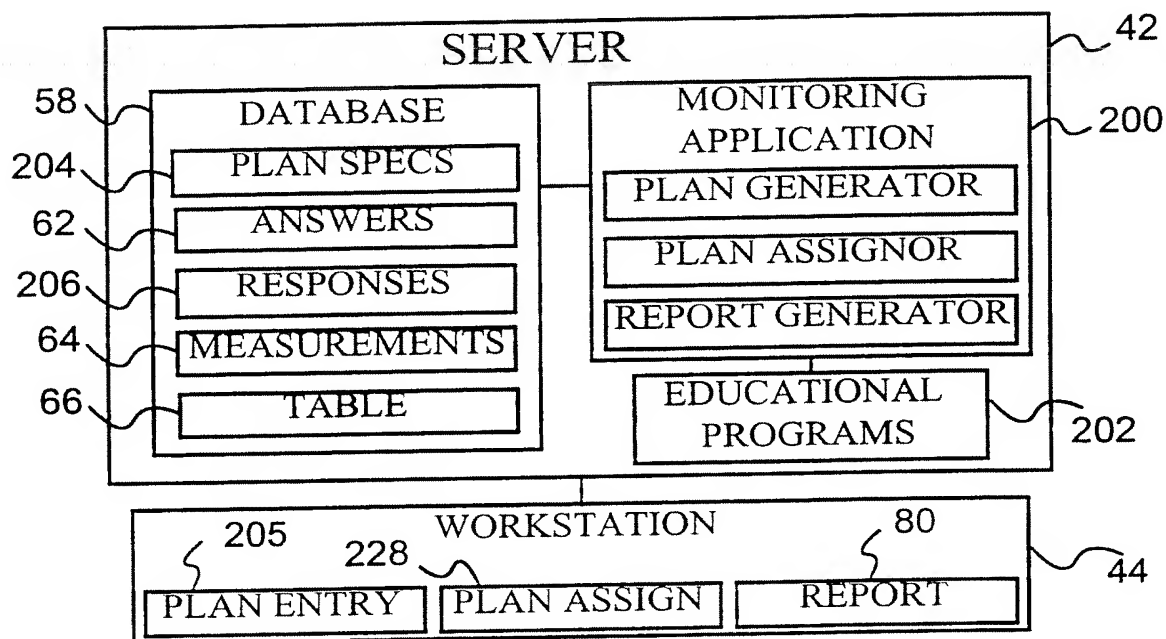 SERVER
42
58
DATABASE
204
PLAN SPECS
62
ANSWERS
206
RESPONSES
64
MEASUREMENTS
66
TABLE
MONITORING
APPLICATION
200
PLAN GENERATOR
PLAN ASSIGNOR
REPORT GENERATOR
EDUCATIONAL
PROGRAMS
202
WORKSTATION
205
228
80
44
PLAN ENTRY
PLAN ASSIGN
REPORT